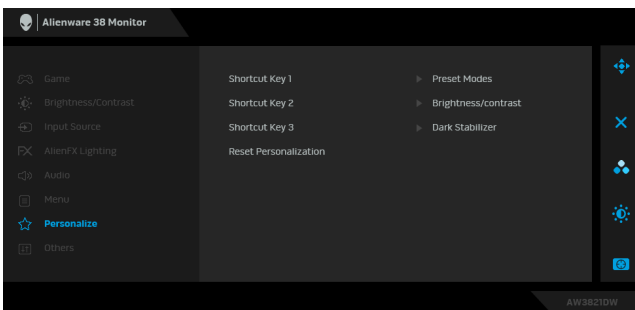 Alienware 38 Monitor
Game
Shortcut Key 1 Preset Modes
Brightness/Contrast Shortcut Key 2 Brightness/contrast
Input Source Shortcut Key 3 Dark Stabilizer
FX AlienFX Lighting Reset Personalization
Audio
Menu
Personalize
Others
AW3821DW